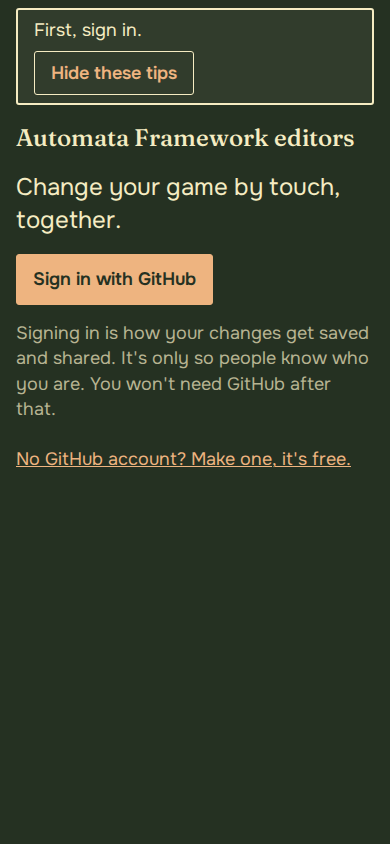 First, sign in.
Hide these tips
Automata Framework editors
Change your game by touch,
together.
Sign in with GitHub
Signing in is how your changes get saved
and shared. It's only so people know who
you are. You won't need GitHub after
that.
No GitHub account? Make one, it's free.